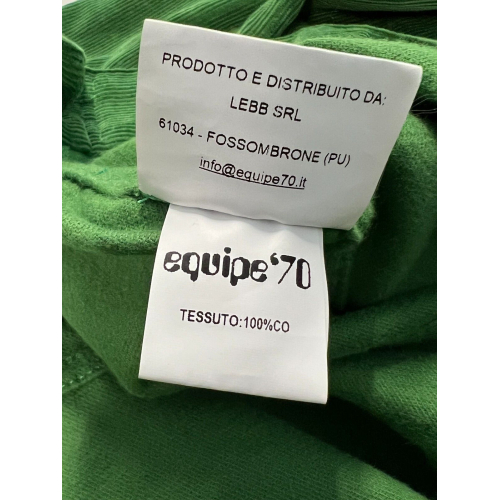 PRODOTTO E DISTRIBUITO DA:
LEBB SRL
61034 - FOSSOMBRONE (PU)
info@equipe70.it
equipe'70
TESSUTO:100%CO